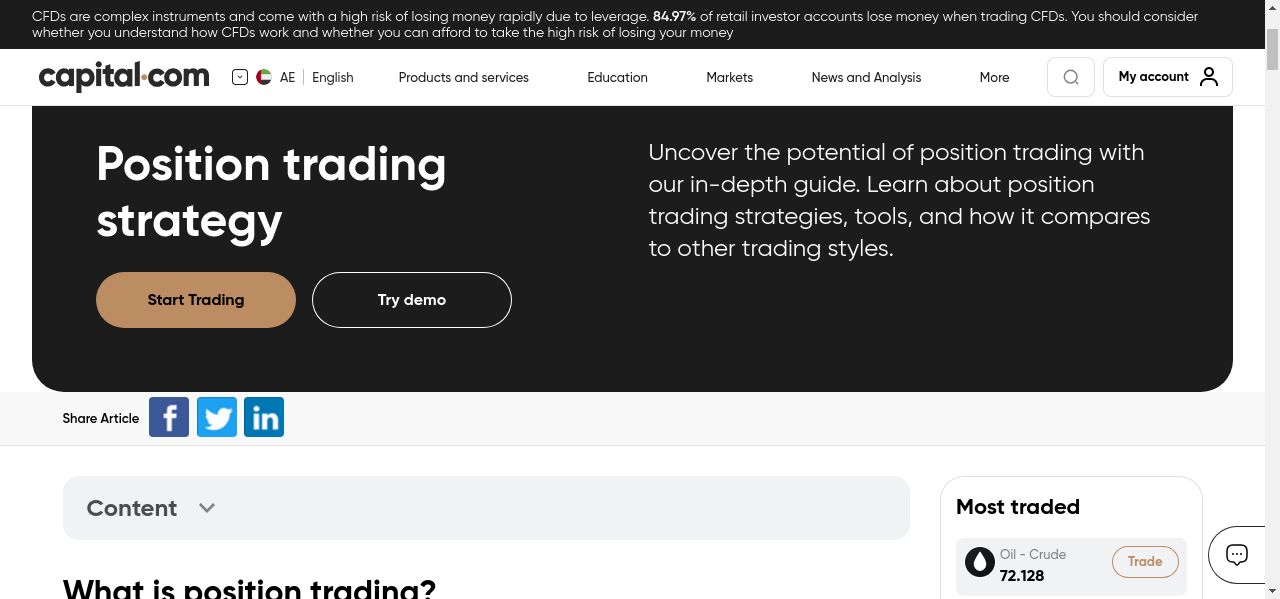 CFDs are complex instruments and come with a high risk of losing money rapidly due to leverage. 84.97% of retail investor accounts lose money when trading CFDs. You should consider
whether you understand how CFDs work and whether you can afford to take the high risk of losing your money
capital.com
AE English
Products and services
Education
Markets
News and Analysis
More
My account
Position trading
strategy
Uncover the potential of position trading with
our in-depth guide. Learn about position
trading strategies, tools, and how it compares
to other trading styles.
Start Trading
Try demo
Share Article
Content
Most traded
Oil - Crude
72.128
Trade
What is position trading?